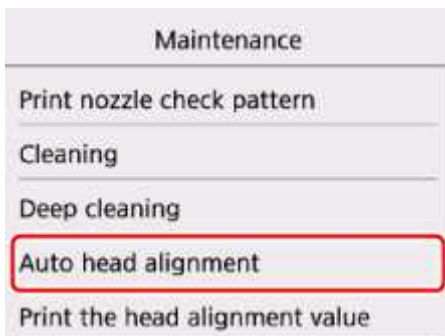 Maintenance
Print nozzle check pattern
Cleaning
Deep cleaning
Auto head alignment
Print the head alignment value